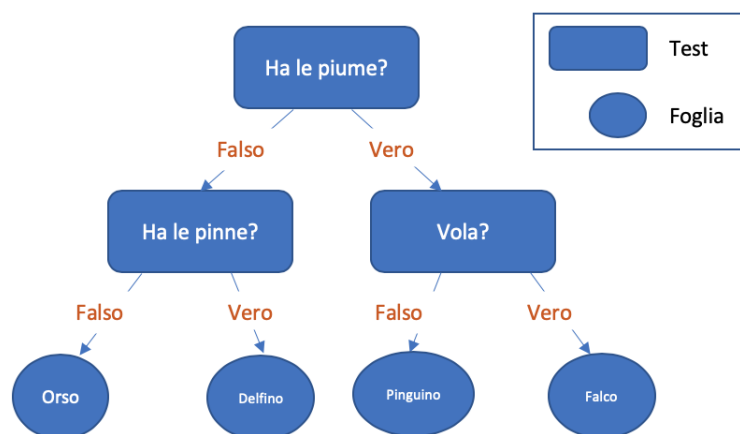 Ha le piume?
Test
Foglia
Falso
Vero
Ha le pinne?
Vola?
Falso
Vero
Falso
Vero
Orso
Delfino
Pinguino
Falco